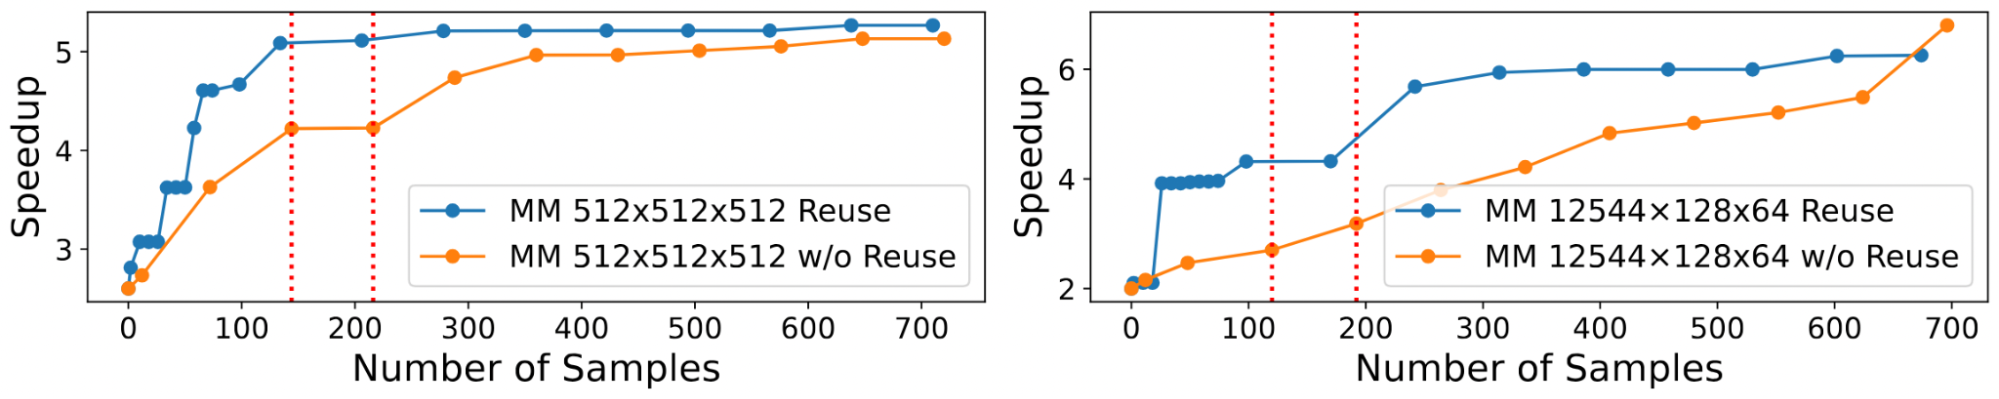 Speedup
5
4
3
MM 512x512x512 Reuse
MM 512x512x512 w/o Reuse
0 100 200 300 400 500 600 700
Number of Samples
Speedup
6
4
2
MM 12544×128x64 Reuse
MM 12544×128x64 w/o Reuse
0 100 200 300 400 500 600 700
Number of Samples